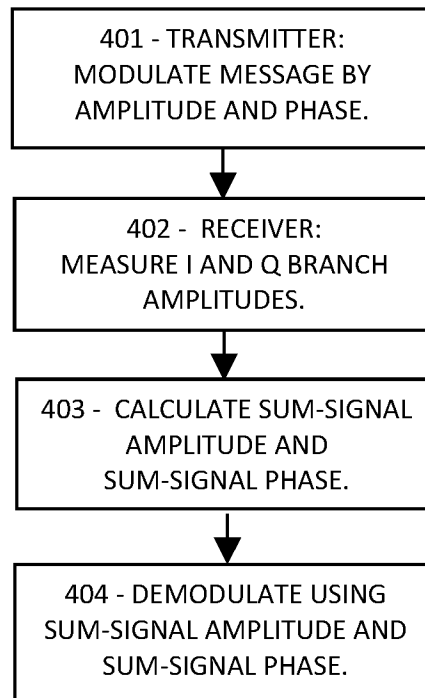 401 - TRANSMITTER:
MODULATE MESSAGE BY
AMPLITUDE AND PHASE.
402 - RECEIVER:
MEASURE I AND Q BRANCH
AMPLITUDES.
403 - CALCULATE SUM-SIGNAL
AMPLITUDE AND
SUM-SIGNAL PHASE.
404 - DEMODULATE USING
SUM-SIGNAL AMPLITUDE AND
SUM-SIGNAL PHASE.